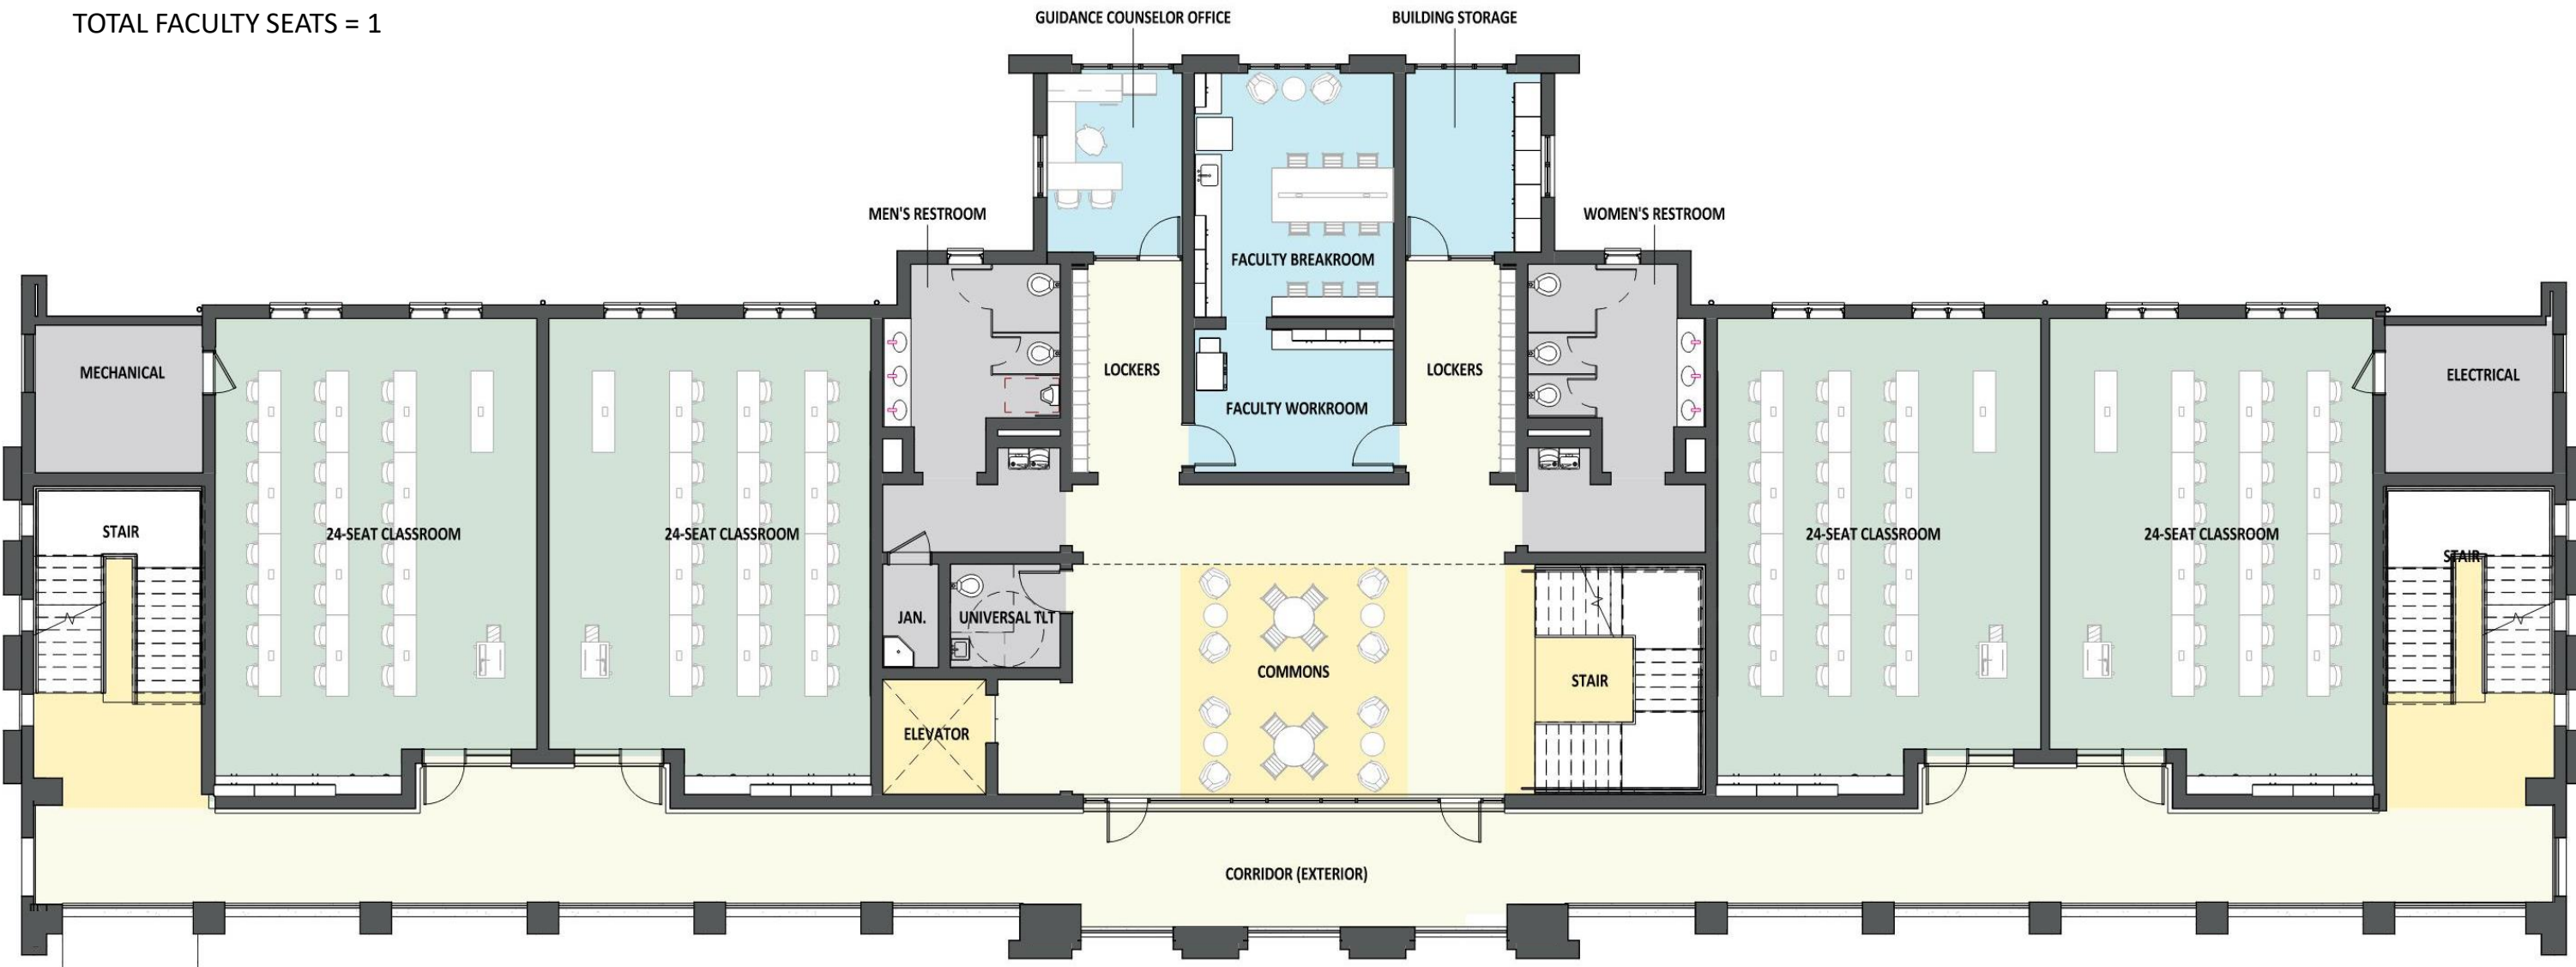 TOTAL FACULTY SEATS = 1
GUIDANCE COUNSELOR OFFICE
BUILDING STORAGE
MEN'S RESTROOM
WOMEN'S RESTROOM
FACULTY BREAKROOM
MECHANICAL
LOCKERS
LOCKERS
ELECTRICAL
FACULTY WORKROOM
STAIR
24-SEAT CLASSROOM
24-SEAT CLASSROOM
24-SEAT CLASSROOM
24-SEAT CLASSROOM
STAIR
JAN.
UNIVERSAL TLT
COMMONS
STAIR
ELEVATOR
CORRIDOR (EXTERIOR)